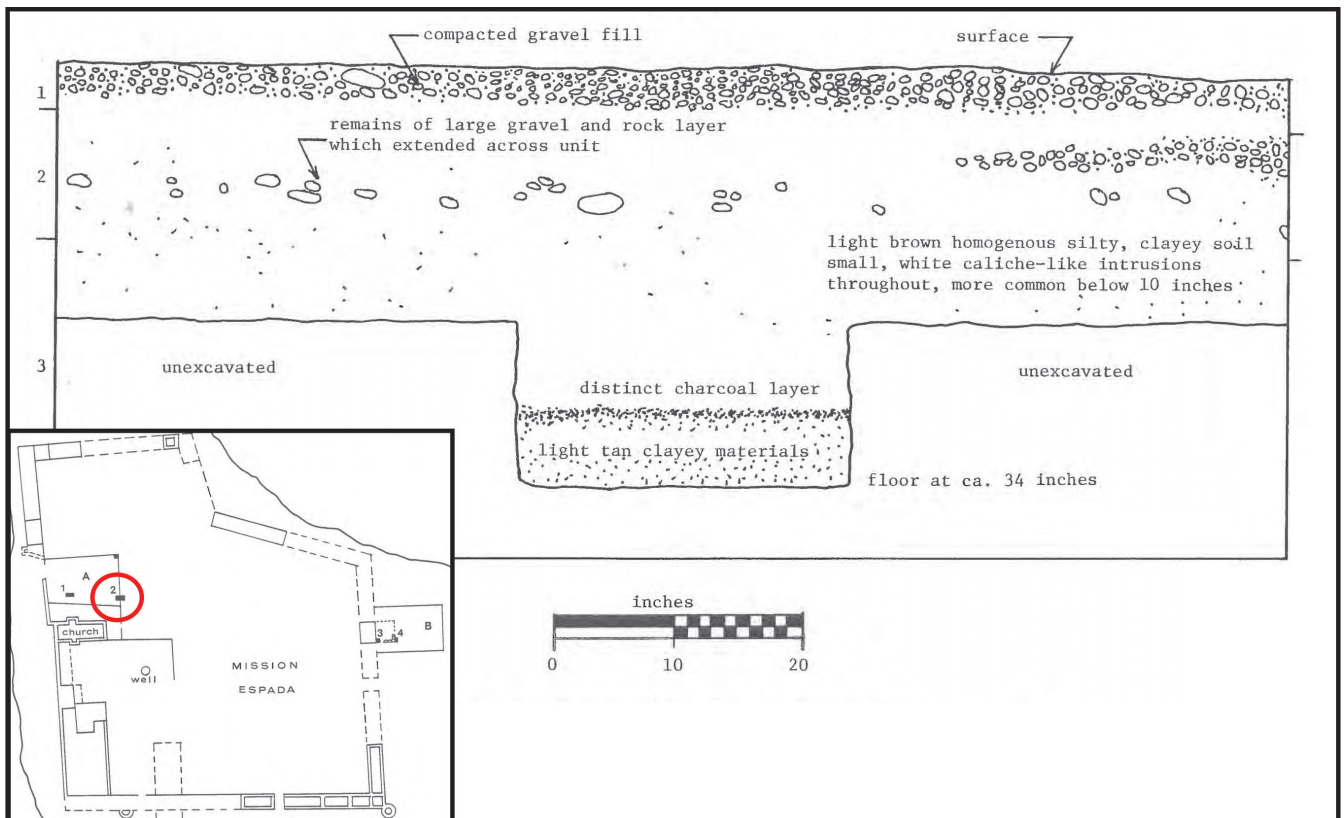 compacted gravel fill
surface
1
remains of large gravel and rock layer
which extended across unit
2
light brown homogenous silty, clayey soil
small, white caliche-like intrusions
throughout, more common below 10 inches
3
unexcavated
unexcavated
distinct charcoal layer
light tan clayey materials
floor at ca. 34 inches
inches
0
10
20
A
1
2
church
well
MISSION
ESPADA
3
4
B